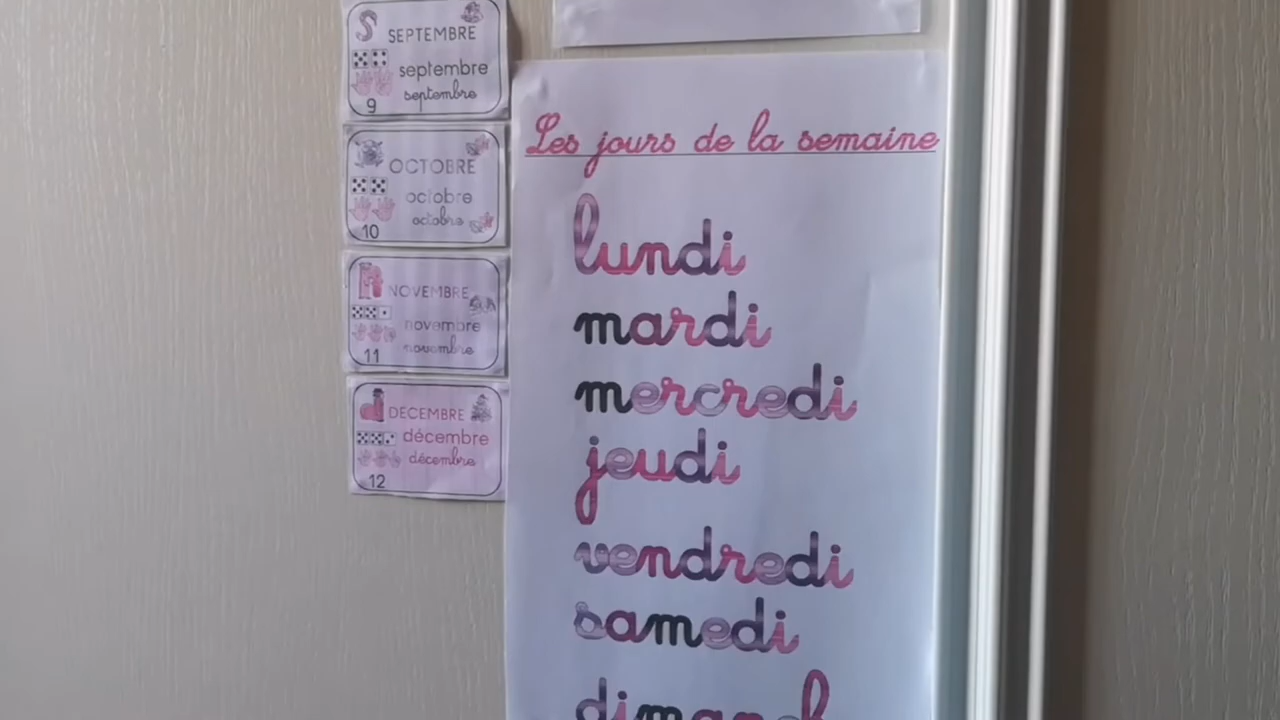 S SEPTEMBRE
septembre
septembre
9
OCTOBRE
octobre
octobre
10
NOVEMBRE
novembre
novembre
11
d DECEMBRE
décembre
décembre
12
Les jours de la semaine
lundi
mardi
mercredi
jeudi
vendredi
samedi